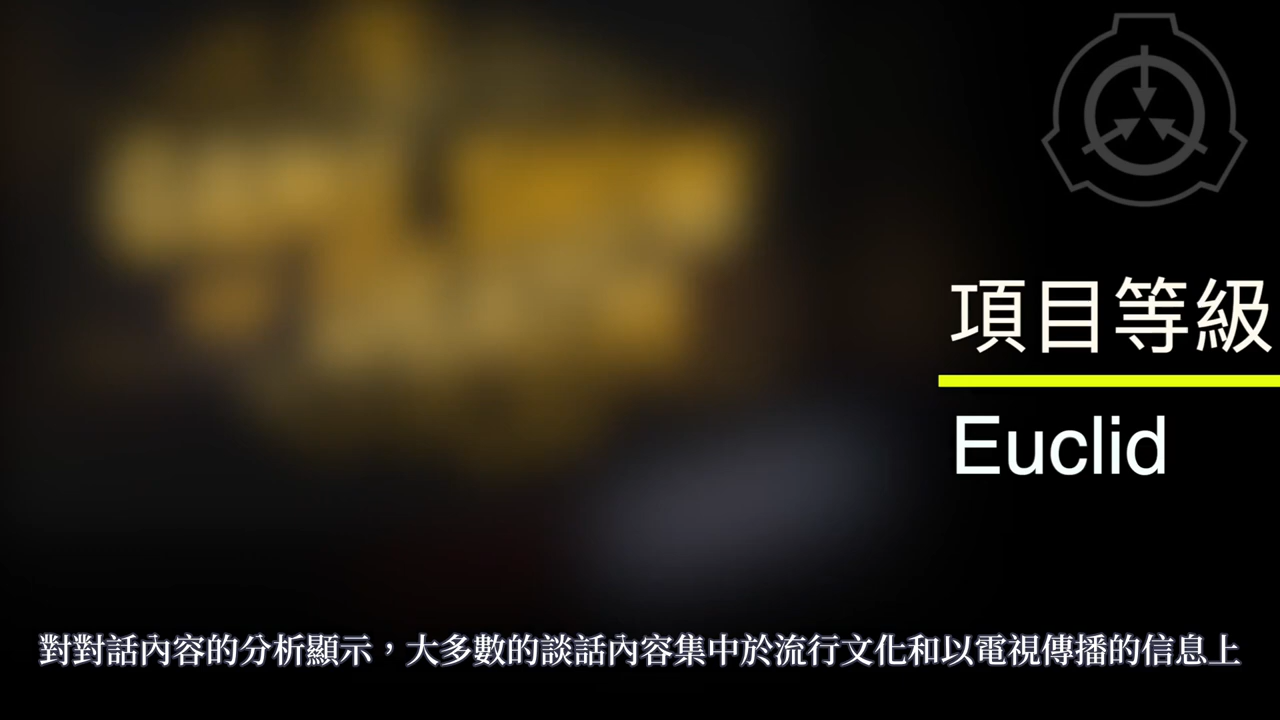 項目等級
Euclid
對對話內容的分析顯示，大多數的談話內容集中於流行文化和以電視傳播的信息上